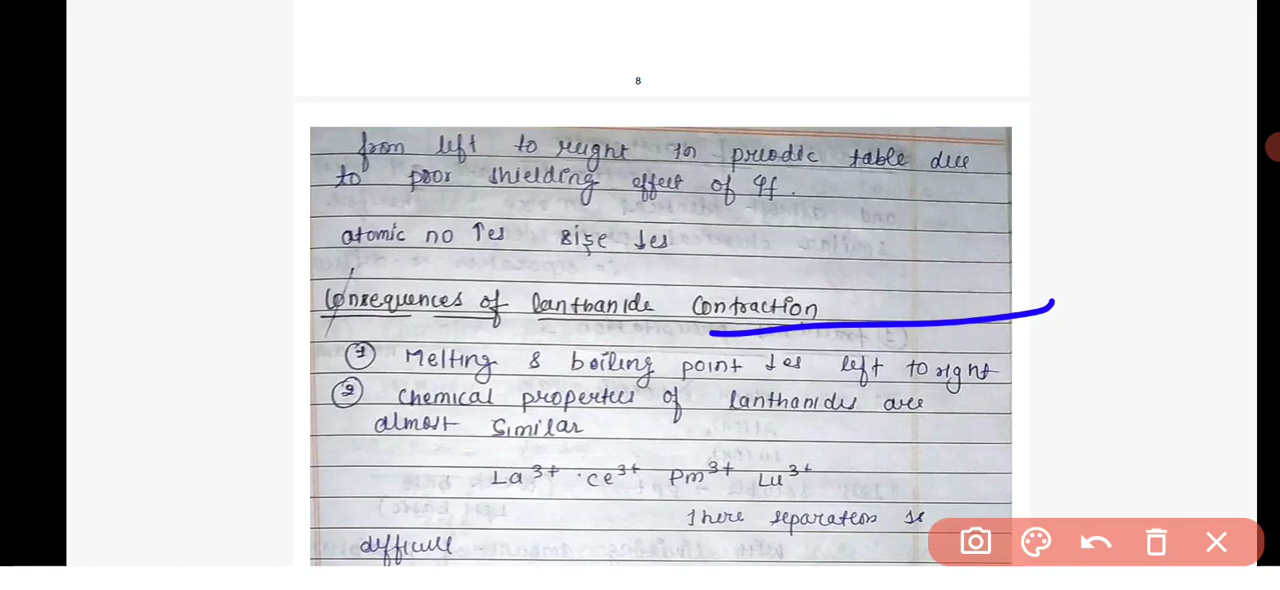 8
from left to reight in preodic table due
to poor shielding effect of 4f.
atomic no ↑es size ↓es
Consequences of lanthanide Contraction
① Melting & boiling point ↓es left to right
② chemical properties of lanthanides are
almost Similar
La³⁺ · Ce³⁺ Pm³⁺ Lu³⁺
There separation is
difficult